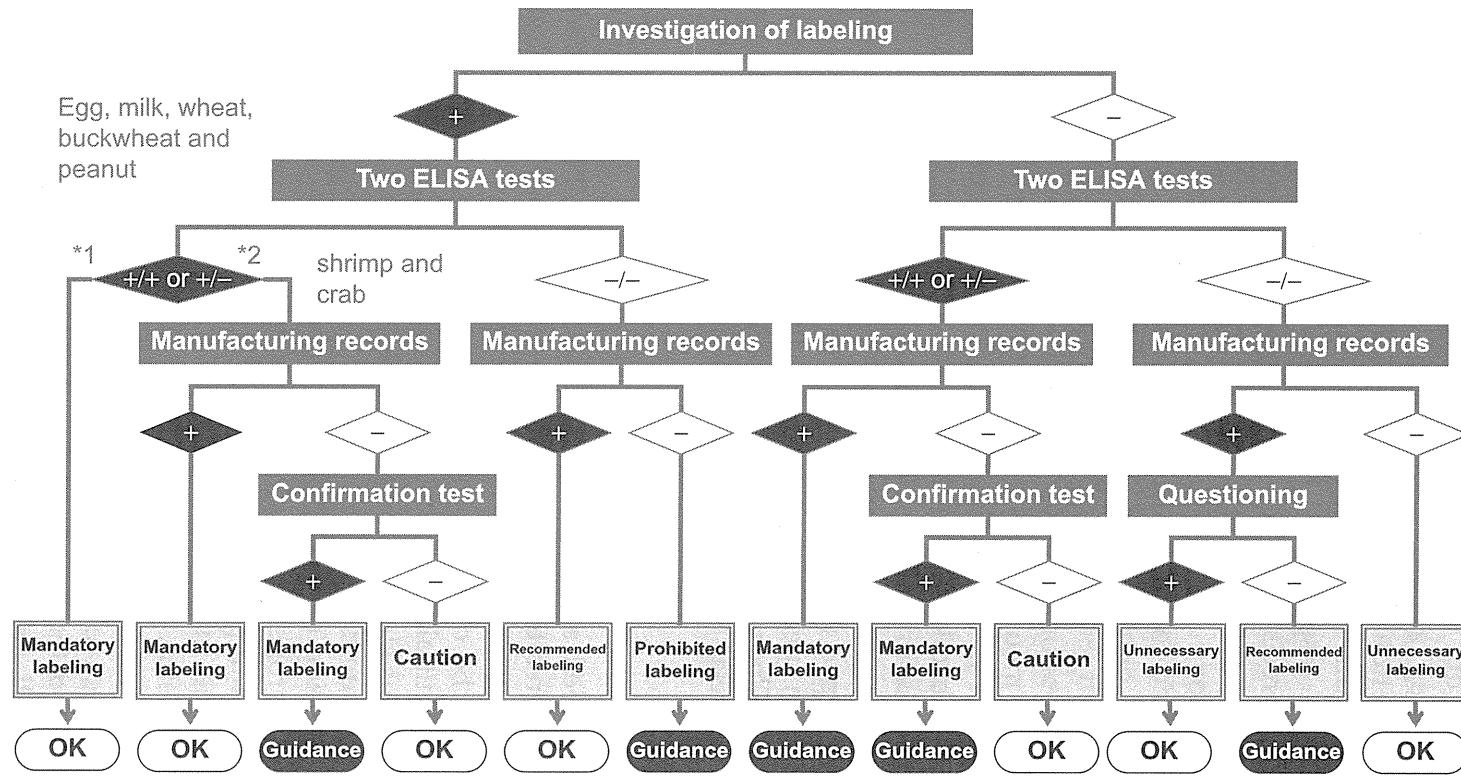 Investigation of labeling
Egg, milk, wheat,
buckwheat and
peanut
+
–
Two ELISA tests
Two ELISA tests
*1
+/+ or +/–
*2
shrimp and
crab
–/–
+/+ or +/–
–/–
Manufacturing records
Manufacturing records
Manufacturing records
Manufacturing records
+
–
+
–
+
–
+
–
Confirmation test
Confirmation test
Questioning
+
–
+
–
+
–
Mandatory
labeling
Mandatory
labeling
Mandatory
labeling
Caution
Recommended
labeling
Prohibited
labeling
Mandatory
labeling
Mandatory
labeling
Caution
Unnecessary
labeling
Recommended
labeling
Unnecessary
labeling
OK
OK
Guidance
OK
OK
Guidance
Guidance
Guidance
OK
OK
Guidance
OK